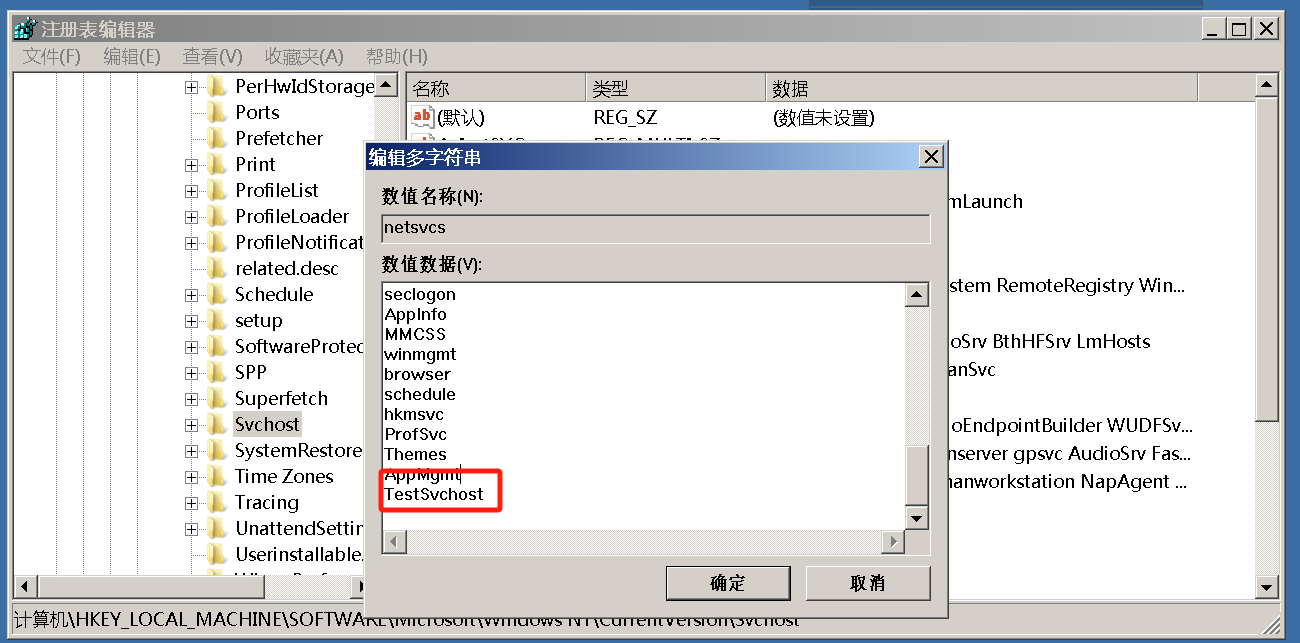 注册表编辑器
文件(F) 编辑(E) 查看(V) 收藏夹(A) 帮助(H)
PerHwIdStorage
Ports
Prefetcher
Print
ProfileList
ProfileLoader
ProfileNotificat
related.desc
Schedule
setup
SoftwareProtec
SPP
Superfetch
Svchost
SystemRestore
Time Zones
Tracing
UnattendSettin
Userinstallable.
名称 类型 数据
ab (默认) REG_SZ (数值未设置)
mLaunch
stem RemoteRegistry Win...
oSrv BthHFSrv LmHosts
anSvc
oEndpointBuilder WUDFSv...
nserver gpsvc AudioSrv Fas...
nanworkstation NapAgent ...
编辑多字符串
数值名称(N):
netsvcs
数值数据(V):
seclogon
AppInfo
MMCSS
winmgmt
browser
schedule
hkmsvc
ProfSvc
Themes
AppMgmt
TestSvchost
确定 取消
计算机\HKEY_LOCAL_MACHINE\SOFTWARE\Microsoft\Windows NT\CurrentVersion\Svchost